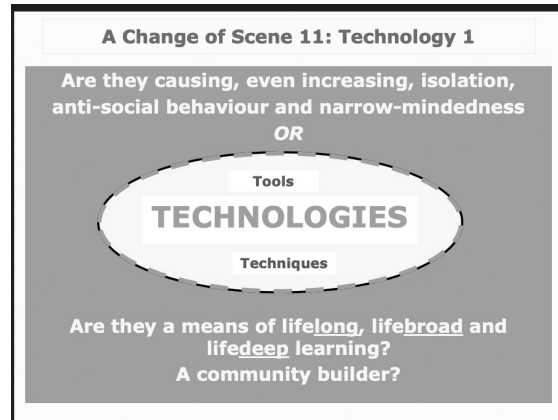 A Change of Scene 11: Technology 1
Are they causing, even increasing, isolation,
anti-social behaviour and narrow-mindedness
OR
Tools
TECHNOLOGIES
Techniques
Are they a means of lifelong, lifebroad and
lifedeep learning?
A community builder?